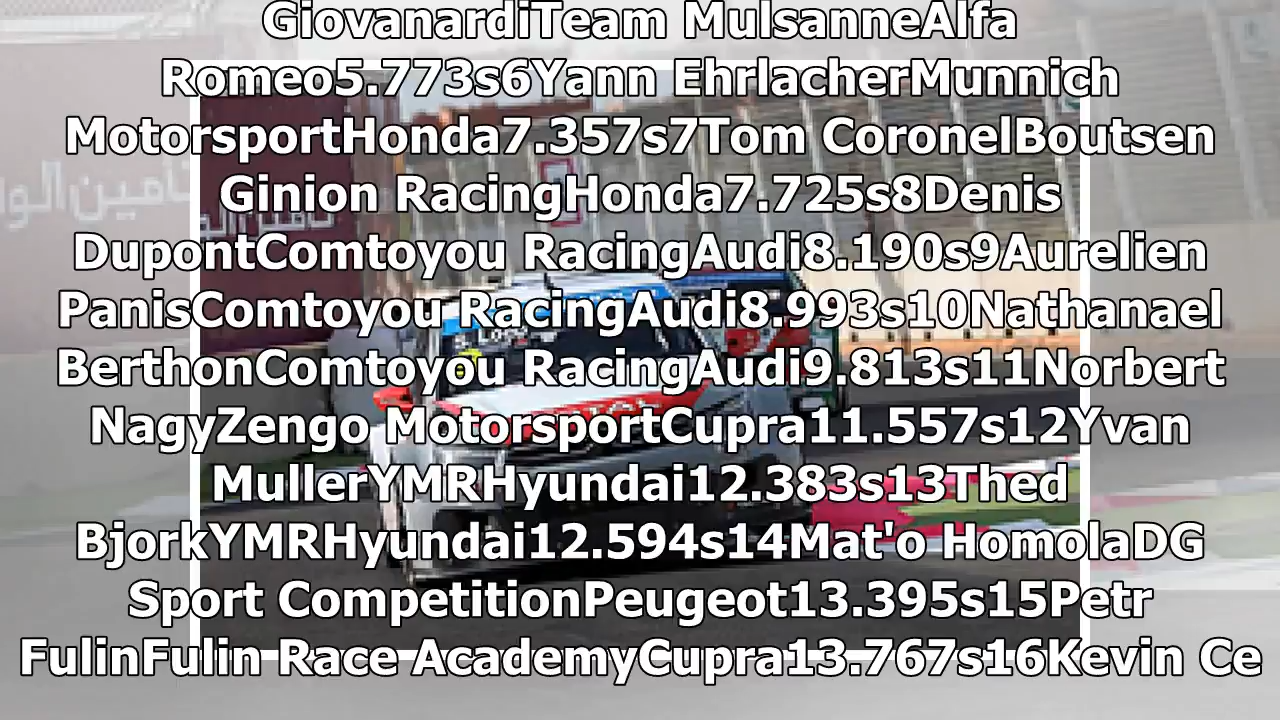 GiovanardiTeam MulsanneAlfa
Romeo5.773s6Yann EhrlacherMunnich
MotorsportHonda7.357s7Tom CoronelBoutsen
Ginion RacingHonda7.725s8Denis
DupontComtoyou RacingAudi8.190s9Aurelien
PanisComtoyou RacingAudi8.993s10Nathanael
BerthonComtoyou RacingAudi9.813s11Norbert
NagyZengo MotorsportCupra11.557s12Yvan
MullerYMRHyundai12.383s13Thed
BjorkYMRHyundai12.594s14Mat'o HomolaDG
Sport CompetitionPeugeot13.395s15Petr
FulinFulin Race AcademyCupra13.767s16Kevin Ce